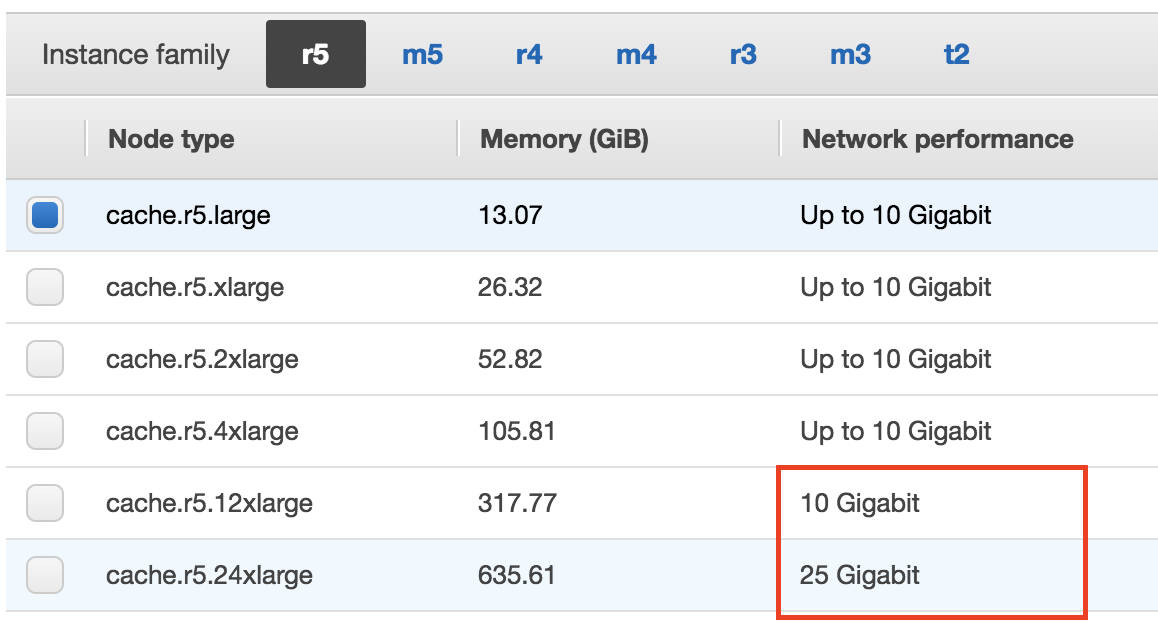 Instance family r5 m5 r4 m4 r3 m3 t2
Node type Memory (GiB) Network performance
cache.r5.large 13.07 Up to 10 Gigabit
cache.r5.xlarge 26.32 Up to 10 Gigabit
cache.r5.2xlarge 52.82 Up to 10 Gigabit
cache.r5.4xlarge 105.81 Up to 10 Gigabit
cache.r5.12xlarge 317.77 10 Gigabit
cache.r5.24xlarge 635.61 25 Gigabit